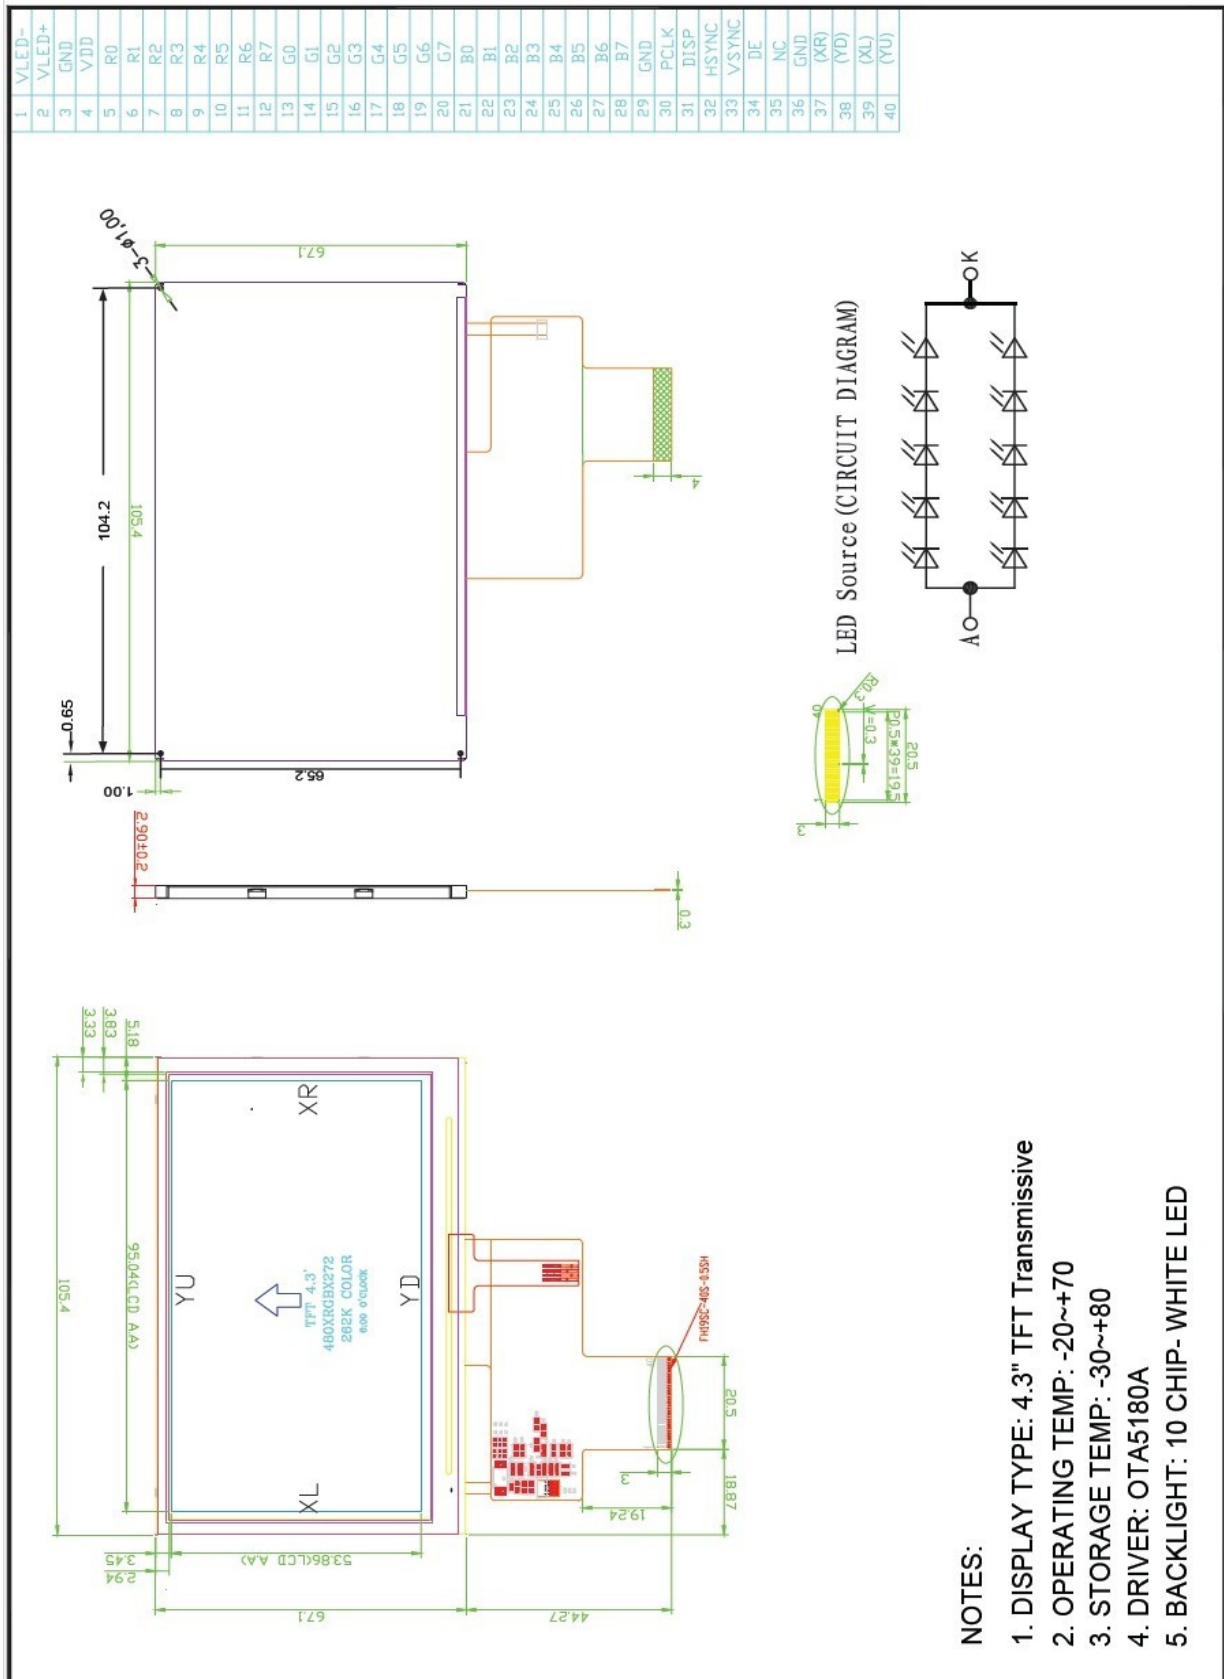 1 VLED-
2 VLED+
3 GND
4 VDD
5 R0
6 R1
7 R2
8 R3
9 R4
10 R5
11 R6
12 R7
13 G0
14 G1
15 G2
16 G3
17 G4
18 G5
19 G6
20 G7
21 B0
22 B1
23 B2
24 B3
25 B4
26 B5
27 B6
28 B7
29 GND
30 PCLK
31 DISP
32 HSYNC
33 VSYNC
34 DE
35 NC
36 GND
37 (XR)
38 (YD)
39 (XL)
40 (YU)
105.4
95.04(LCD A.A)
5.18
3.83
3.33
3.45
2.94
53.86(LCD A.A)
67.1
44.27
YU
XL
XR
YD
TFT 4.3'
480XRGBX272
262K COLOR
6:00 O'CLOCK
FH19SC-40S-0.5SH
20.5
18.87
19.24
3
2.90±0.2
0.3
0.65
104.2
105.4
3-ø1,00
1.00
65.2
67.1
4
1
40
R0.3
W=0.3
P0.5*39=19.5
20.5
3
LED Source(CIRCUIT DIAGRAM)
A
K
NOTES:
1. DISPLAY TYPE: 4.3" TFT Transmissive
2. OPERATING TEMP: -20~+70
3. STORAGE TEMP: -30~+80
4. DRIVER: OTA5180A
5. BACKLIGHT: 10 CHIP- WHITE LED